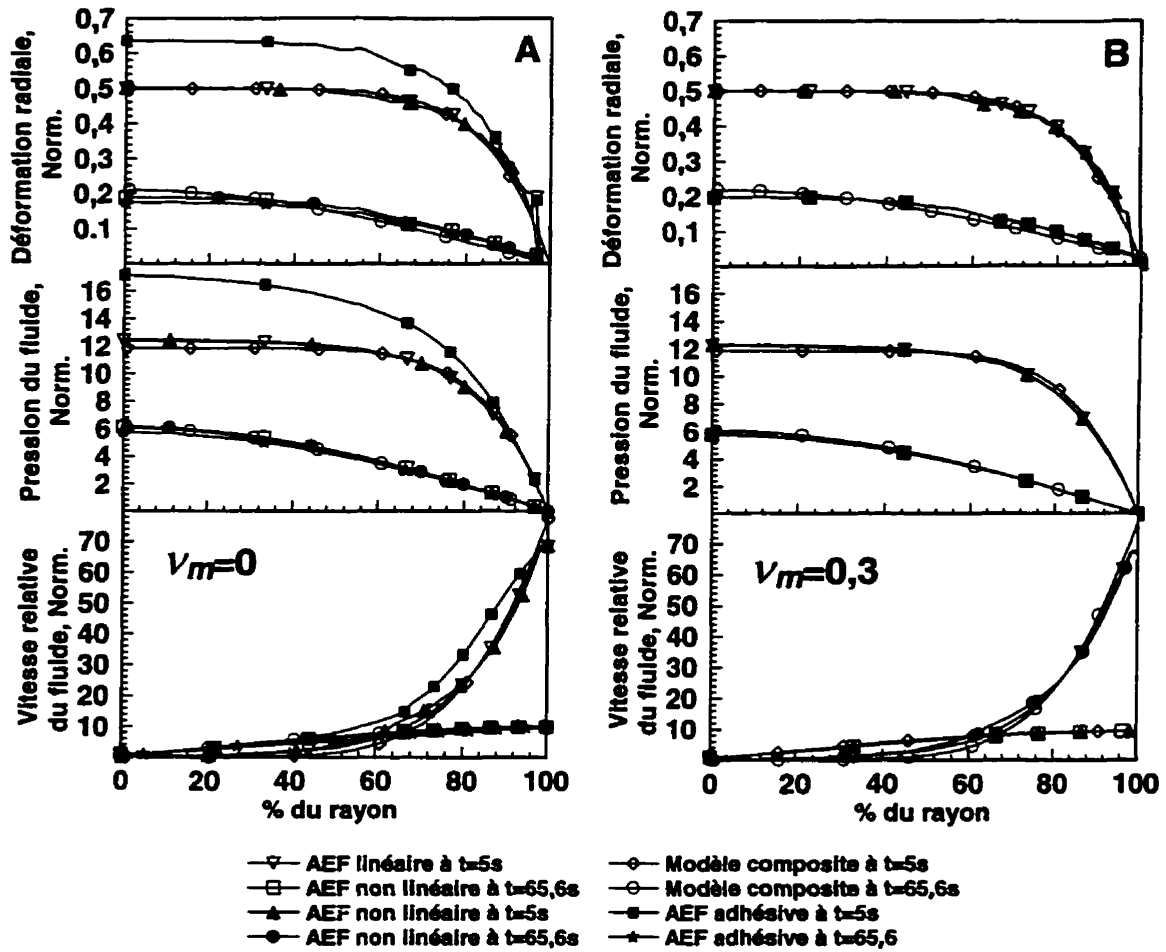 A
Déformation radiale, Norm.
0,7
0,6
0,5
0,4
0,3
0,2
0.1
Pression du fluide, Norm.
16
14
12
10
8
6
4
2
Vitesse relative du fluide, Norm.
70
60
50
40
30
20
10
νm=0
0 20 40 60 80 100
% du rayon
B
Déformation radiale, Norm.
0,7
0,6
0,5
0,4
0,3
0,2
0,1
Pression du fluide, Norm.
16
14
12
10
8
6
4
2
Vitesse relative du fluide, Norm.
70
60
50
40
30
20
10
νm=0,3
0 20 40 60 80 100
% du rayon
AEF linéaire à t=5s
AEF non linéaire à t=65,6s
AEF non linéaire à t=5s
AEF non linéaire à t=65,6s
Modèle composite à t=5s
Modèle composite à t=65,6s
AEF adhésive à t=5s
AEF adhésive à t=65,6